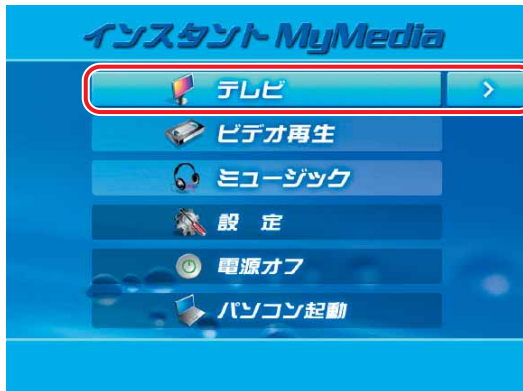 インスタント MyMedia
テレビ
ビデオ再生
ミュージック
設 定
電源オフ
パソコン起動